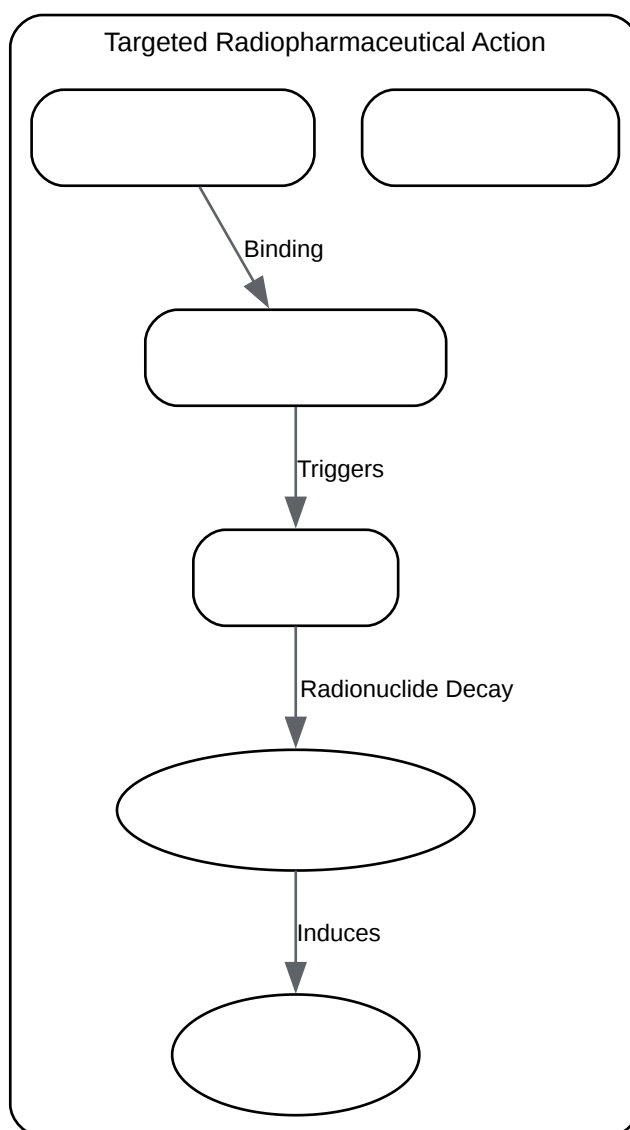 Targeted Radiopharmaceutical Action
Binding
Triggers
Radionuclide Decay
Induces